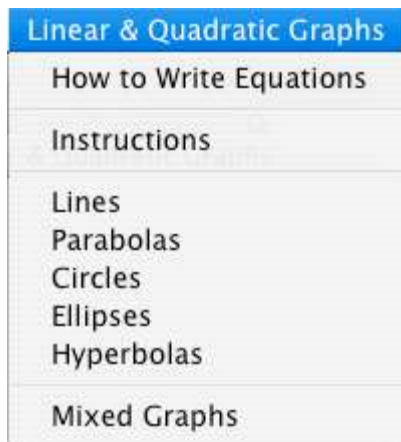 Linear & Quadratic Graphs
How to Write Equations
Instructions
Lines
Parabolas
Circles
Ellipses
Hyperbolas
Mixed Graphs